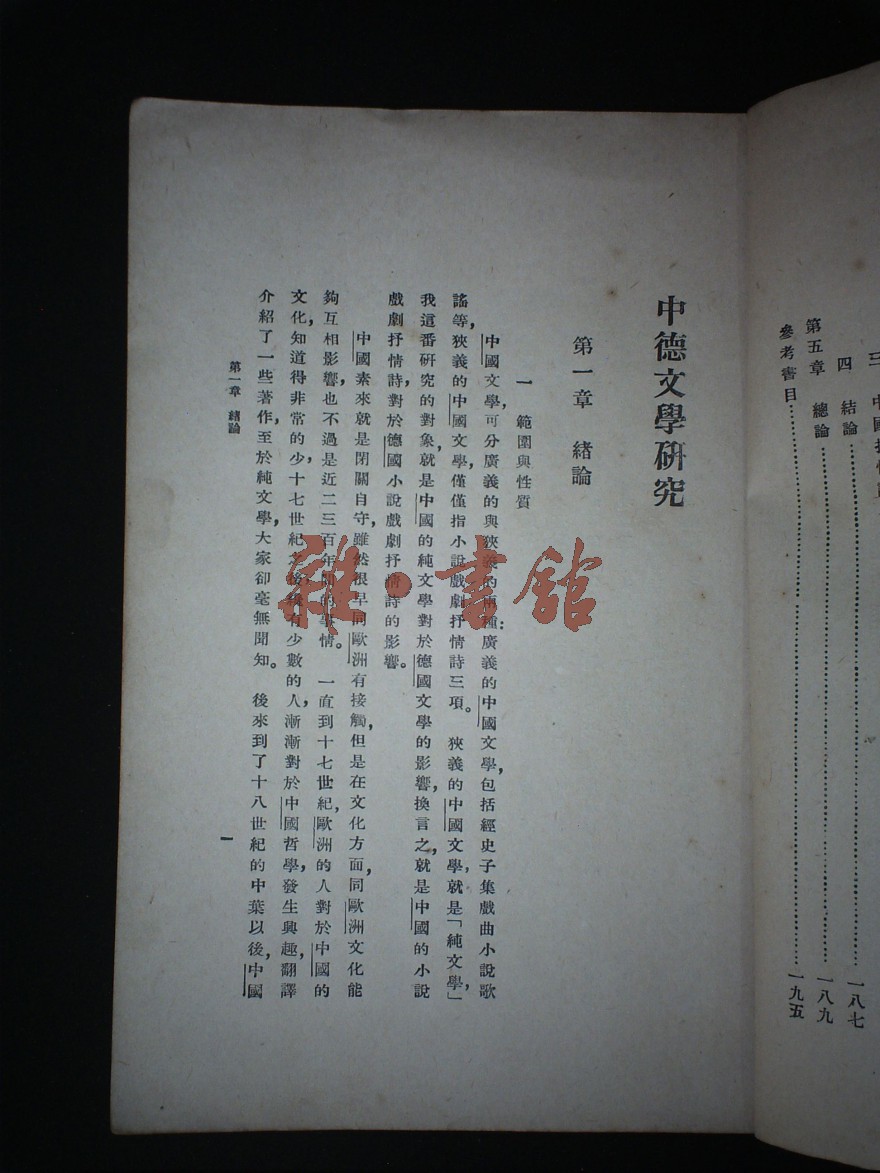 三　中國抒情詩
四　結論……一八七
第五章　總論……一八九
參考書目……一九五
中德文學研究
第一章　緒論
一　範圍與性質
中國文學，可分廣義的與狹義的兩種：廣義的中國文學，包括經史子集戲曲小說歌
謠等，狹義的中國文學，僅僅指小說戲劇抒情詩三項。狹義的中國文學，就是「純文學，」
我這番研究的對象，就是中國的純文學對於德國文學的影響，換言之，就是中國的小說
戲劇抒情詩，對於德國小說戲劇抒情詩的影響。
中國素來就是閉關自守，雖然很早同歐洲有接觸，但是在文化方面，同歐洲文化能
夠互相影響，也不過是近二三百年間的事情。一直到十七世紀，歐洲的人對於中國的
文化知道得非常的少，十七世紀之後，纔有少數的人，漸漸對於中國哲學，發生興趣，翻譯
介紹了一些著作，至於純文學，大家卻毫無聞知。後來到了十八世紀的中葉以後，中國
第一章　緒論
一
雜·書館